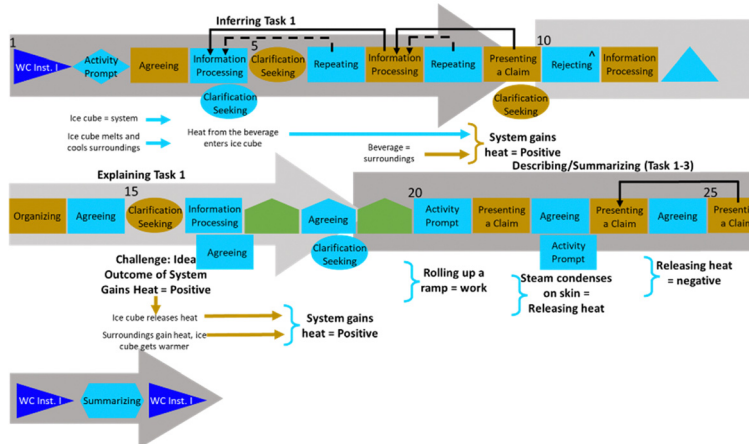 Inferring Task 1
1
5
10
WC Inst. I
Activity
Prompt
Agreeing
Information
Processing
Clarification
Seeking
Clarification
Seeking
Repeating
Information
Processing
Repeating
Presenting
a Claim
Clarification
Seeking
^
Rejecting
Information
Processing
Ice cube = system
Ice cube melts and
cools surroundings
Heat from the beverage
enters ice cube
Beverage =
surroundings
System gains
heat = Positive
Explaining Task 1
Describing/Summarizing (Task 1-3)
15
20
25
Organizing
Agreeing
Clarification
Seeking
Information
Processing
Agreeing
Agreeing
Clarification
Seeking
Activity
Prompt
Presenting
a Claim
Agreeing
Activity
Prompt
Presenting
a Claim
Agreeing
Presenting
a Claim
Challenge: Idea
Outcome of System
Gains Heat = Positive
Ice cube releases heat
Surroundings gain heat, ice
cube gets warmer
System gains
heat = Positive
Rolling up a
ramp = work
Steam condenses
on skin =
Releasing heat
Releasing heat
= negative
WC Inst. I
Summarizing
WC Inst. I